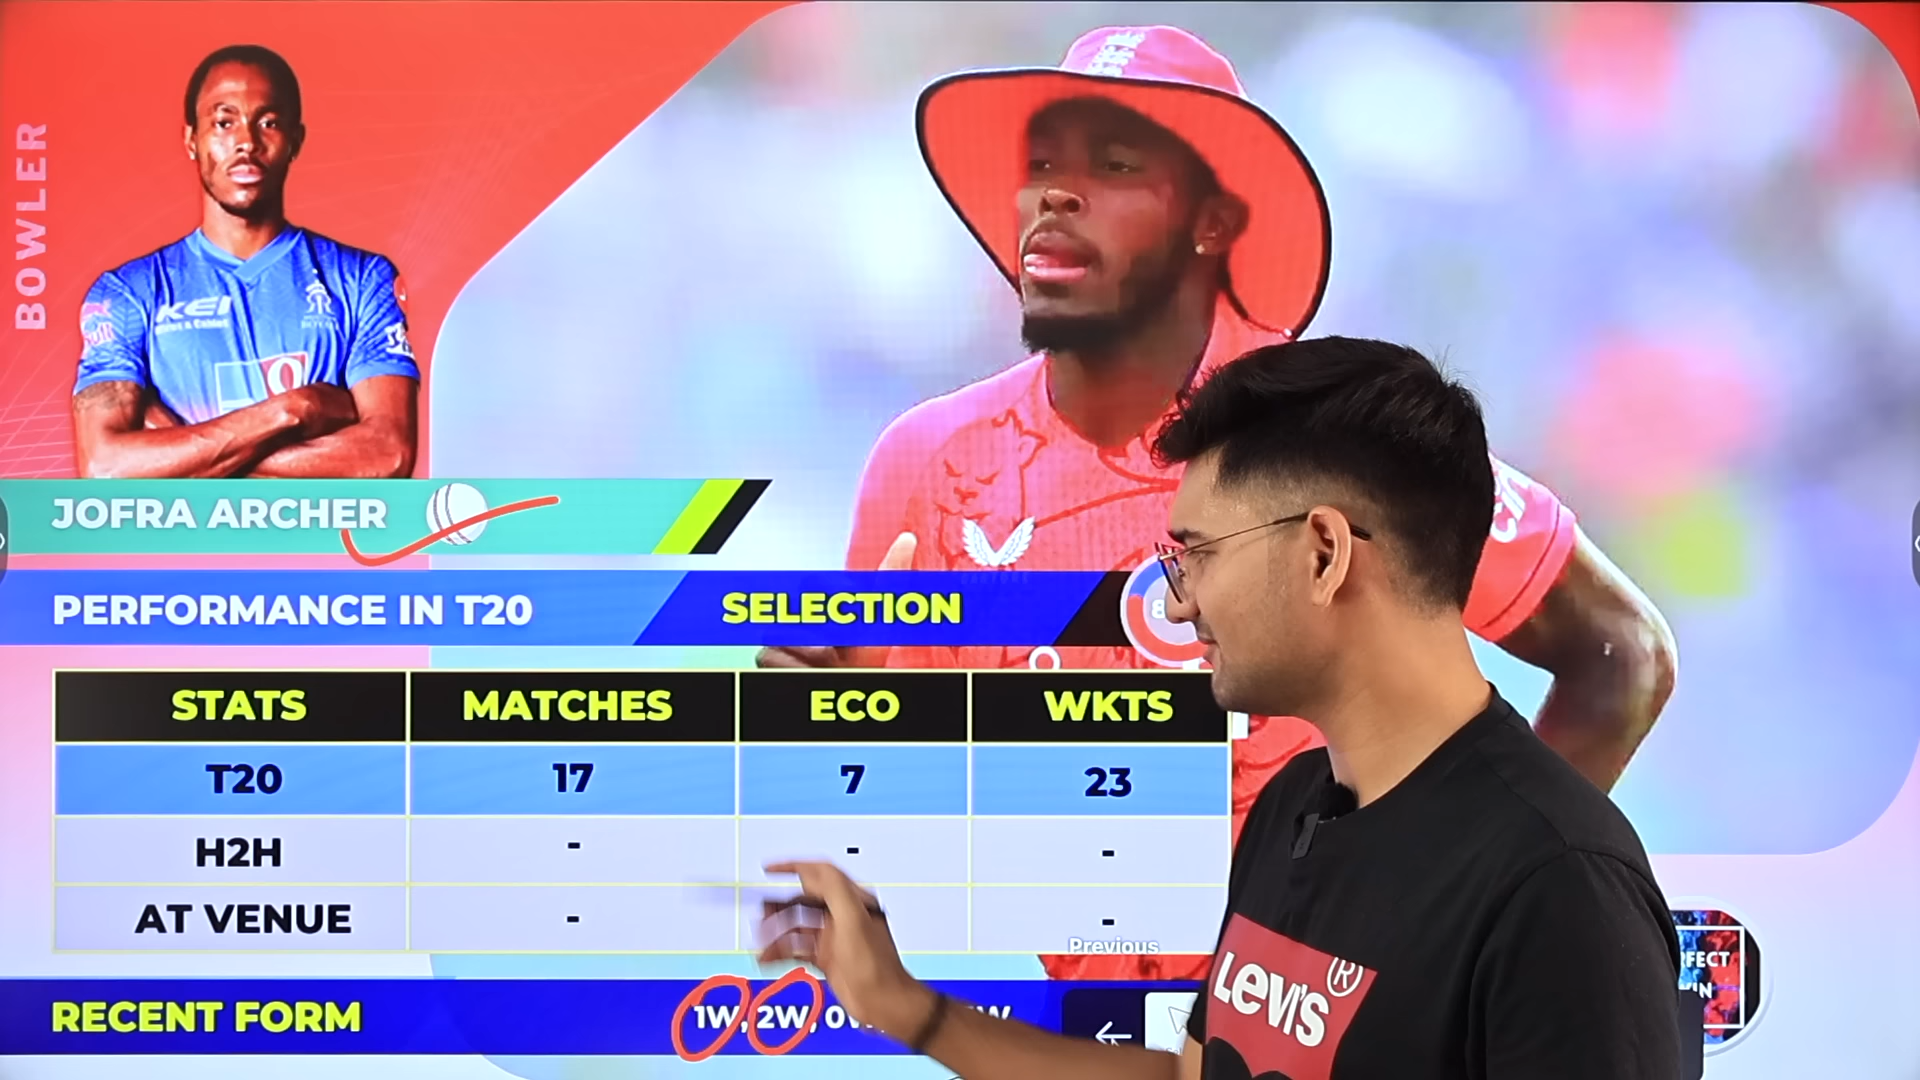 BOWLER
KEI
JOFRA ARCHER
PERFORMANCE IN T20
SELECTION
STATS MATCHES ECO WKTS
T20 17 7 23
H2H - - -
AT VENUE - -
Previous
RECENT FORM
1W, 2W,
LEVI'S ®